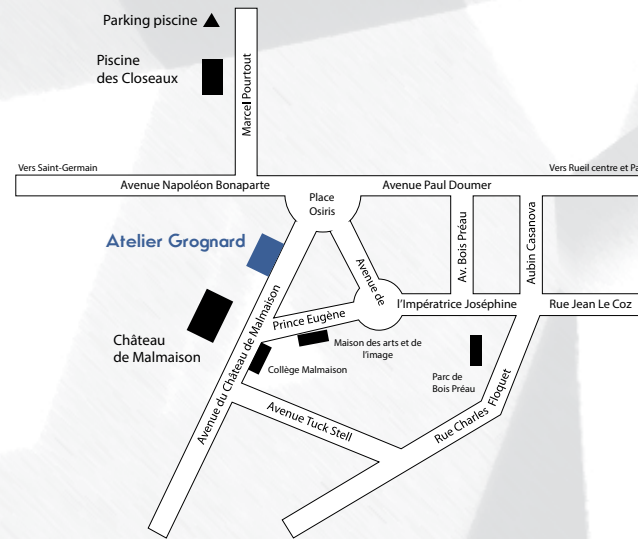 Parking piscine
Piscine
des Closeaux
Marcel Pourtout
Vers Saint-Germain
Vers Rueil centre et Pa
Avenue Napoléon Bonaparte
Avenue Paul Doumer
Place
Osiris
Atelier Grognard
Avenue de
l'Impératrice Joséphine
Av. Bois Préau
Aubin Casanova
Rue Jean Le Coz
Prince Eugène
Château
de Malmaison
Avenue du Château de Malmaison
Maison des arts et de
l'image
Collège Malmaison
Parc de
Bois Préau
Avenue Tuck Stell
Rue Charles Floquet